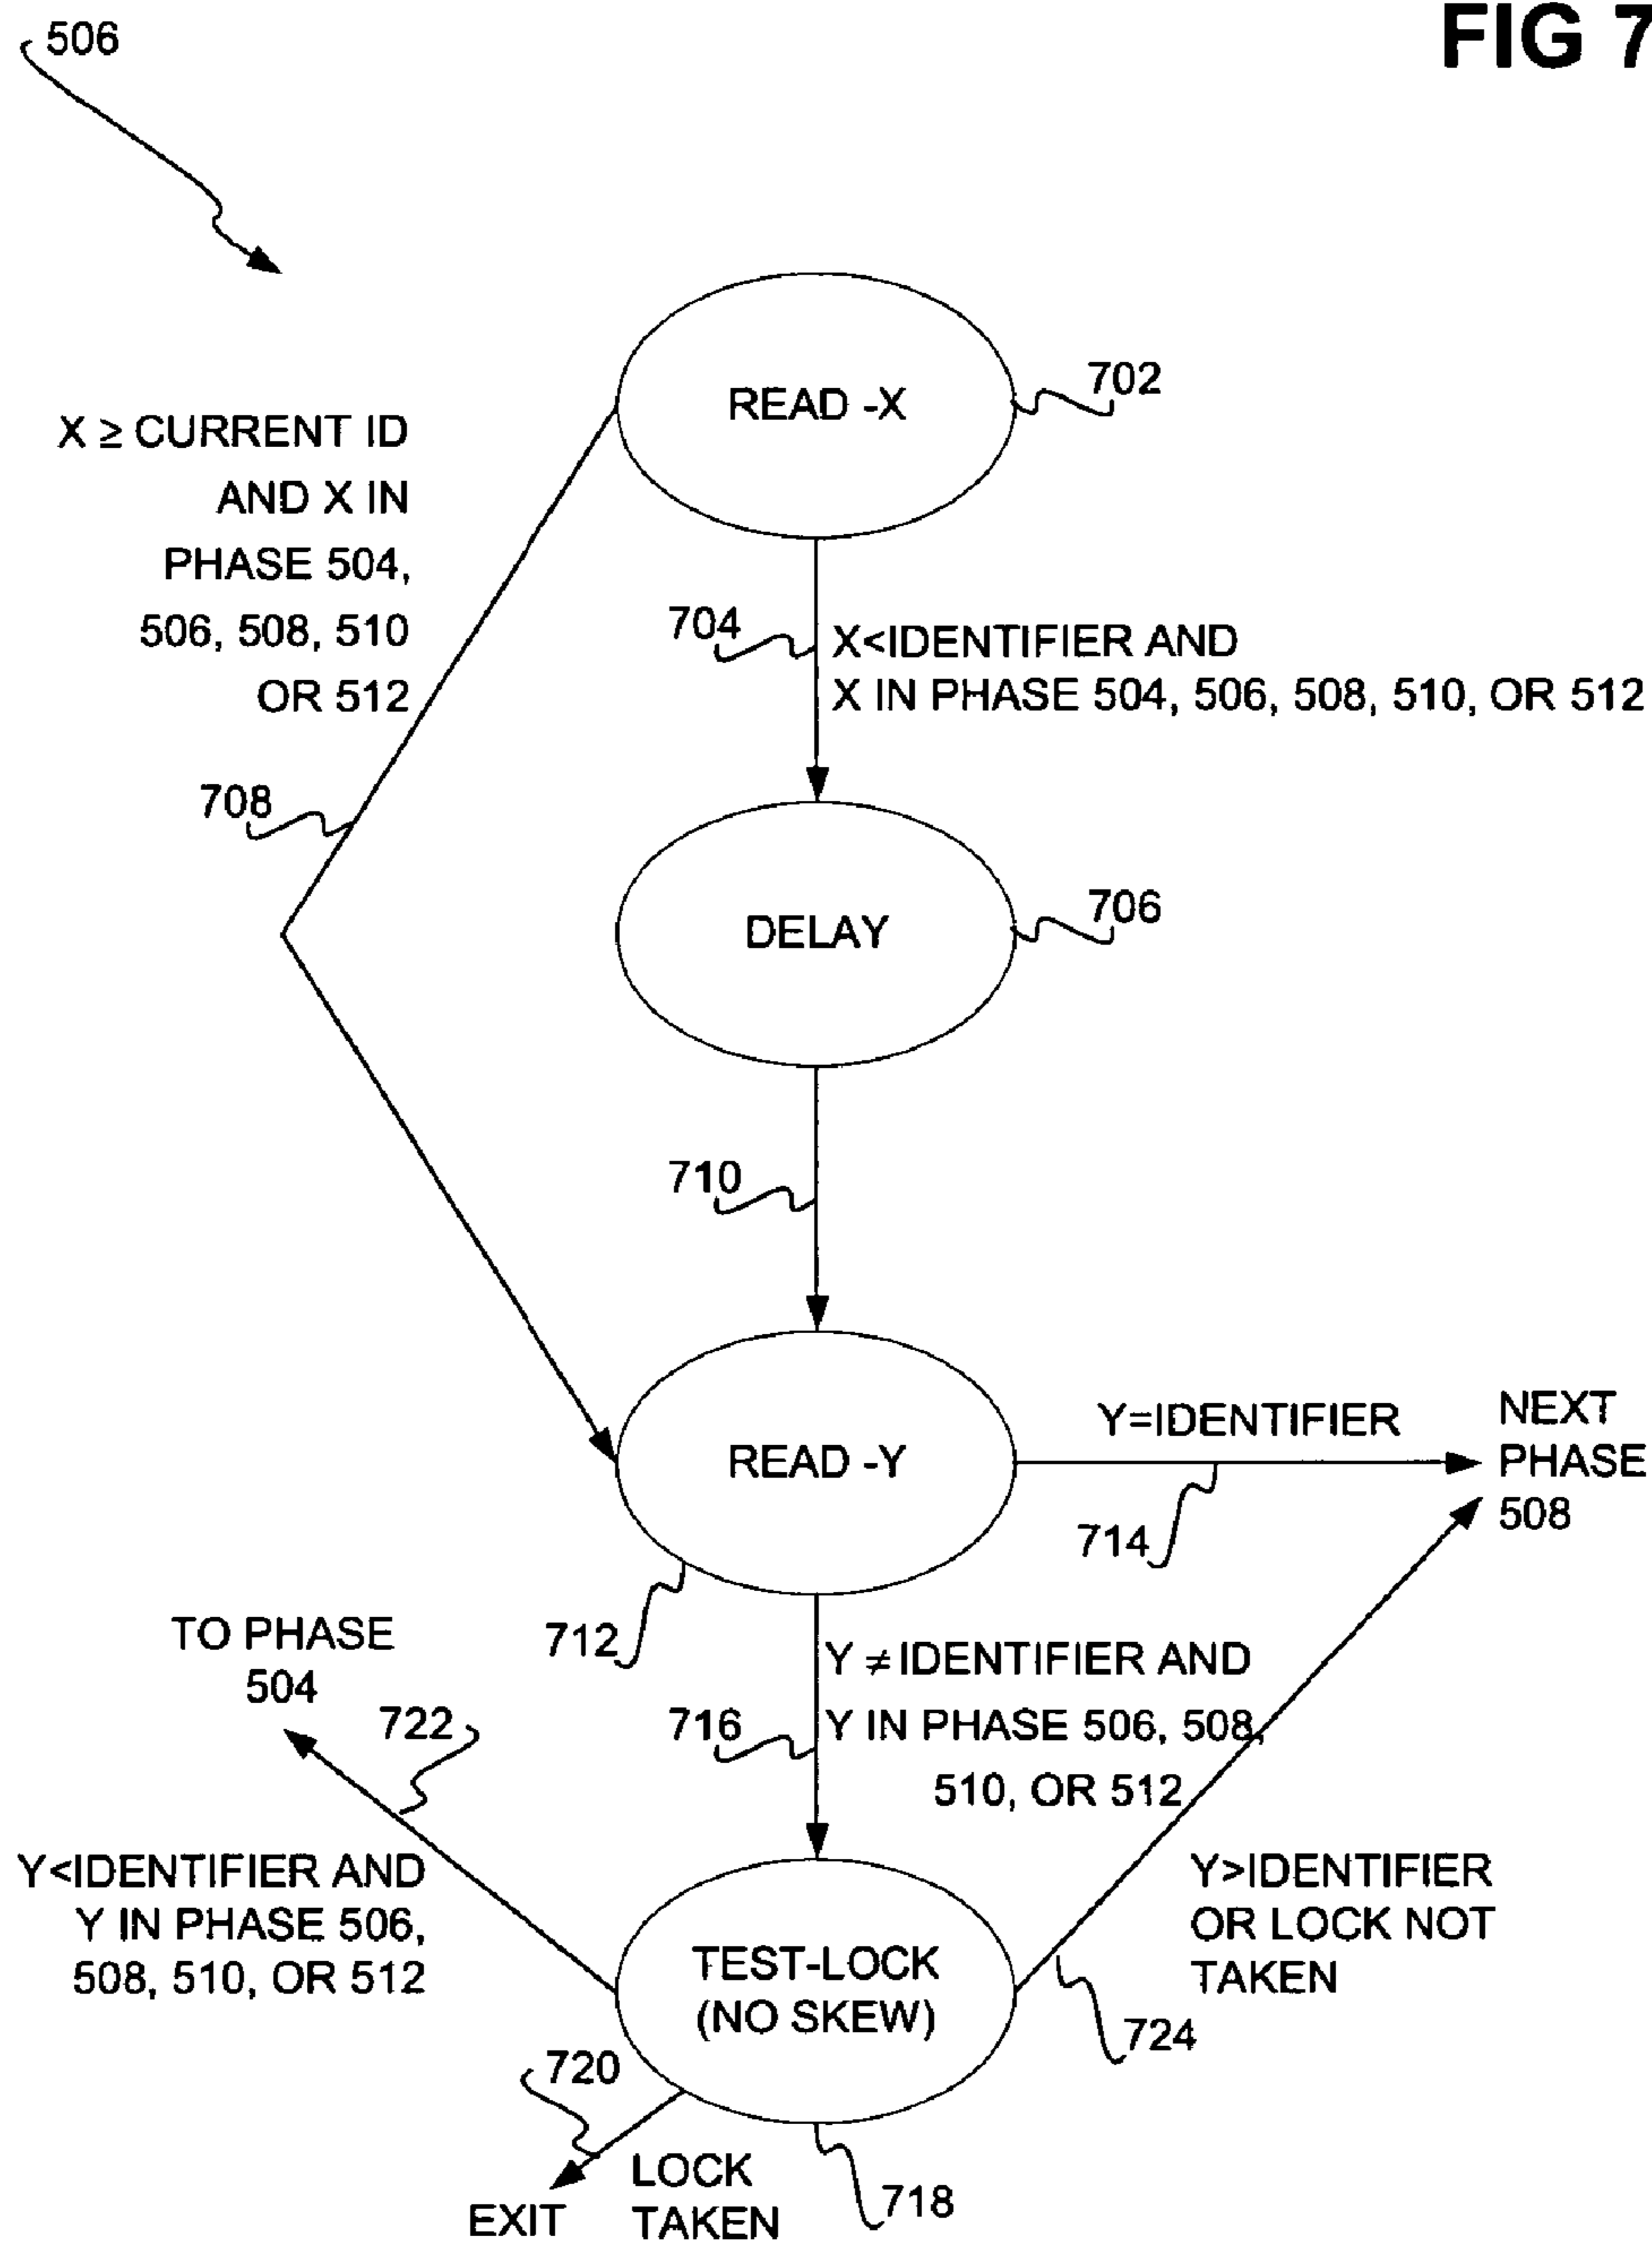 FIG 7
506
READ -X
702
X ≥ CURRENT ID
AND X IN
PHASE 504,
506, 508, 510
OR 512
704
X<IDENTIFIER AND
X IN PHASE 504, 506, 508, 510, OR 512
708
DELAY
706
710
READ -Y
Y=IDENTIFIER
NEXT
PHASE
508
714
712
TO PHASE
504
722
Y ≠ IDENTIFIER AND
716
Y IN PHASE 506, 508,
510, OR 512
Y<IDENTIFIER AND
Y IN PHASE 506,
508, 510, OR 512
Y>IDENTIFIER
OR LOCK NOT
TAKEN
TEST-LOCK
(NO SKEW)
724
720
LOCK
TAKEN
EXIT
718